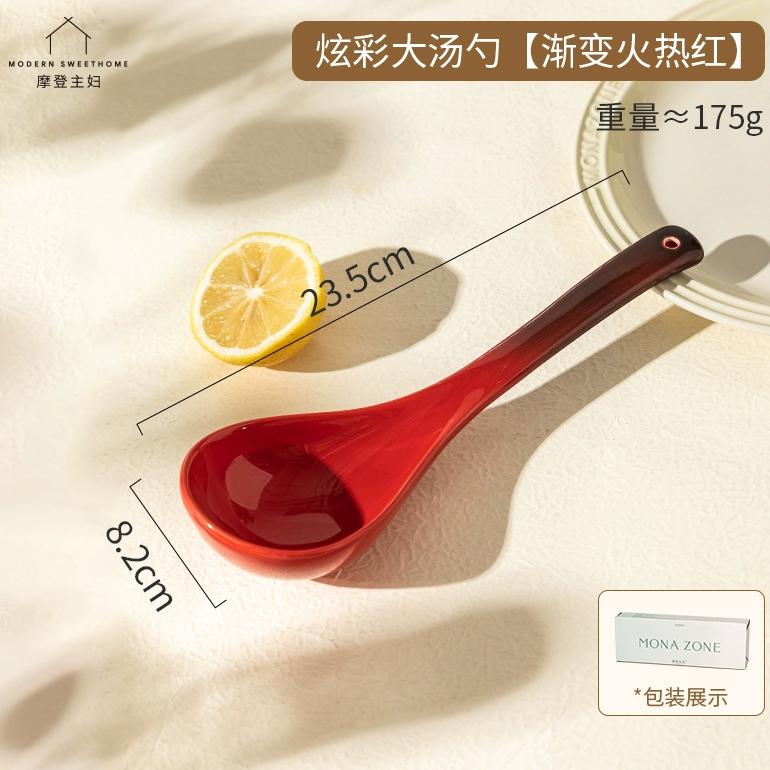 MODERN SWEETHOME
摩登主妇
炫彩大汤勺【渐变火热红】
重量≈175g
23.5cm
8.2cm
MONA ZONE
*包装展示